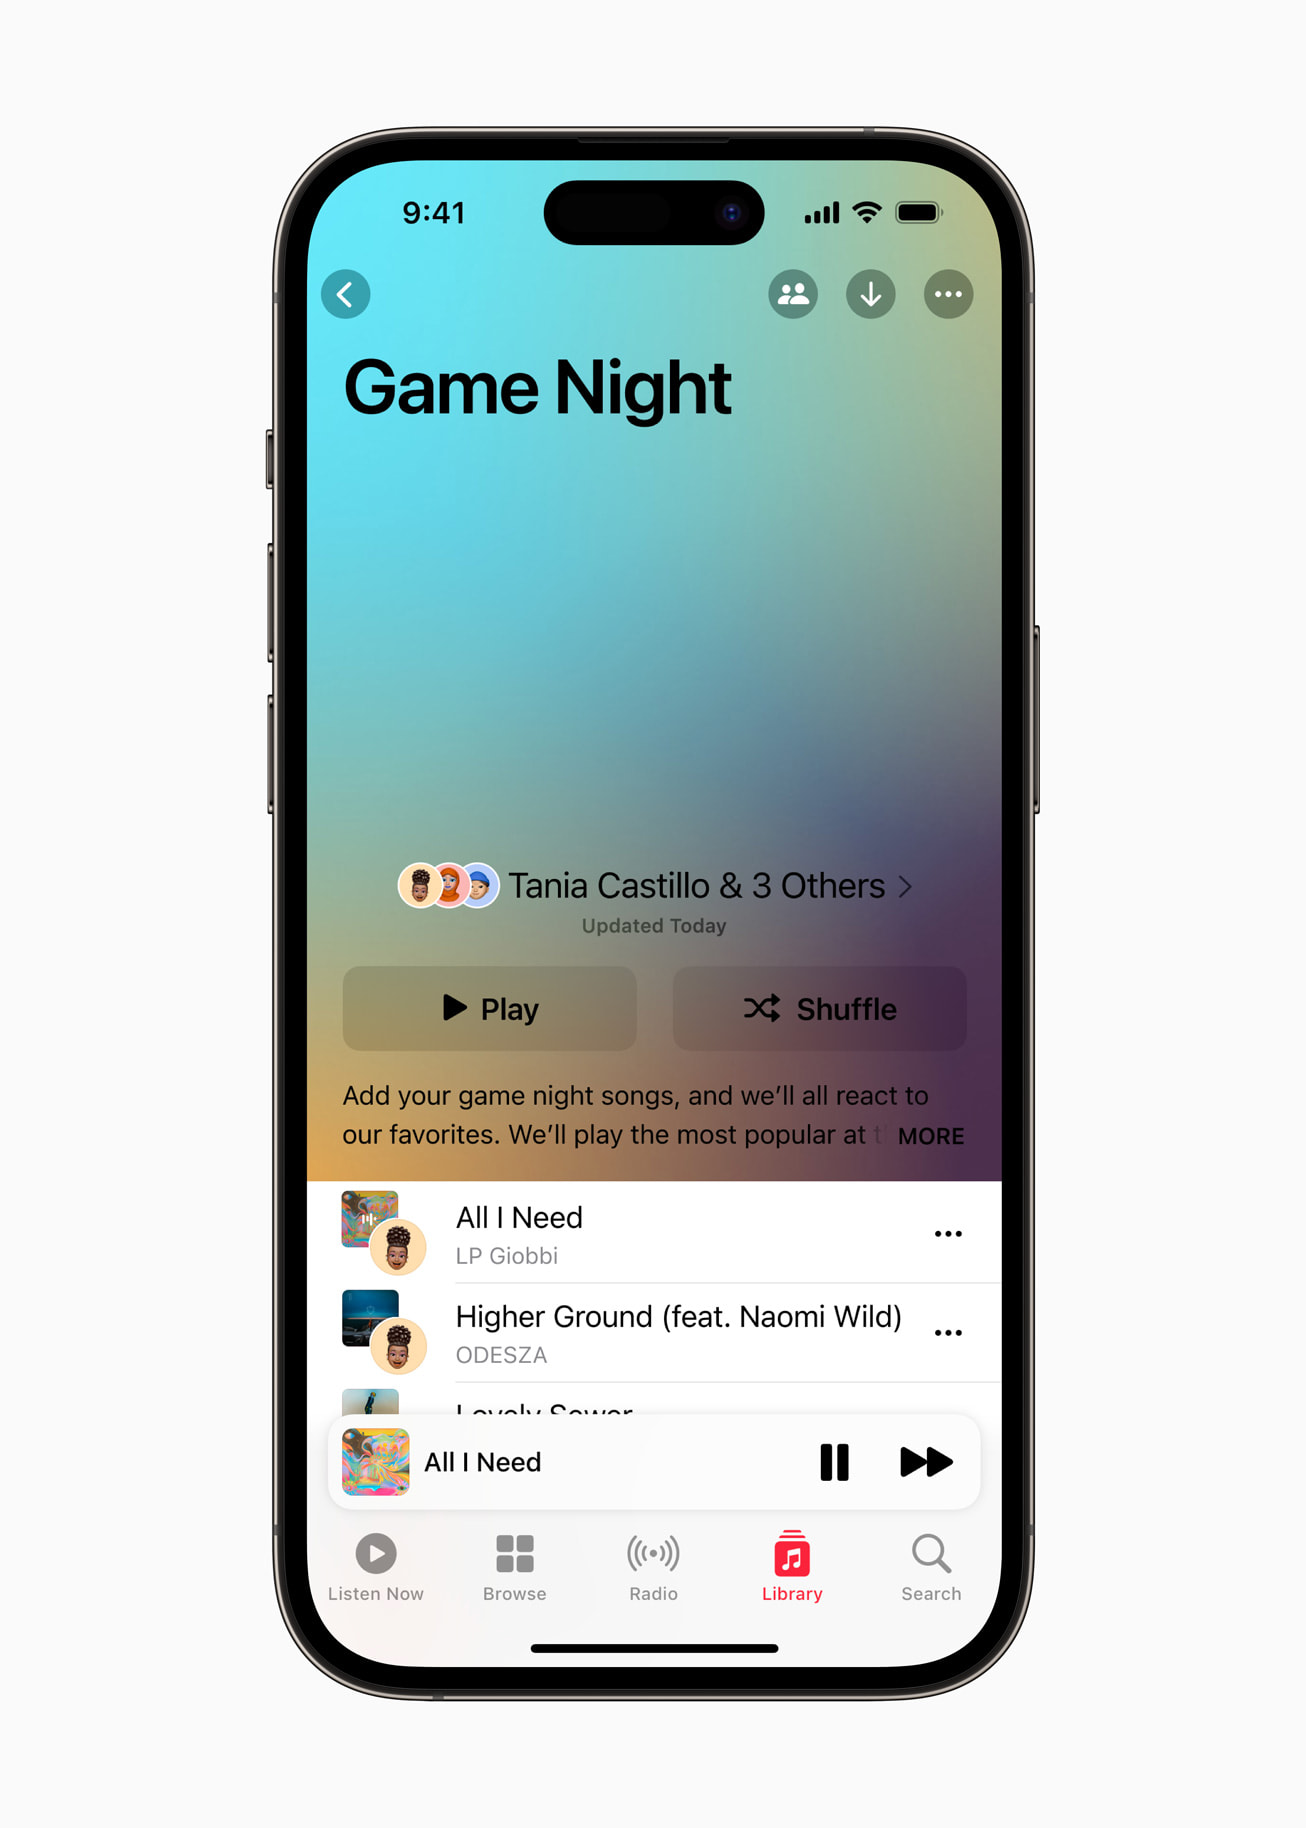 9:41
Game Night
Tania Castillo & 3 Others
Updated Today
Play
Shuffle
Add your game night songs, and we’ll all react to
our favorites. We’ll play the most popular at MORE
All I Need
LP Giobbi
Higher Ground (feat. Naomi Wild)
ODESZA
Lovely Sewer
All I Need
Listen Now
Browse
Radio
Library
Search